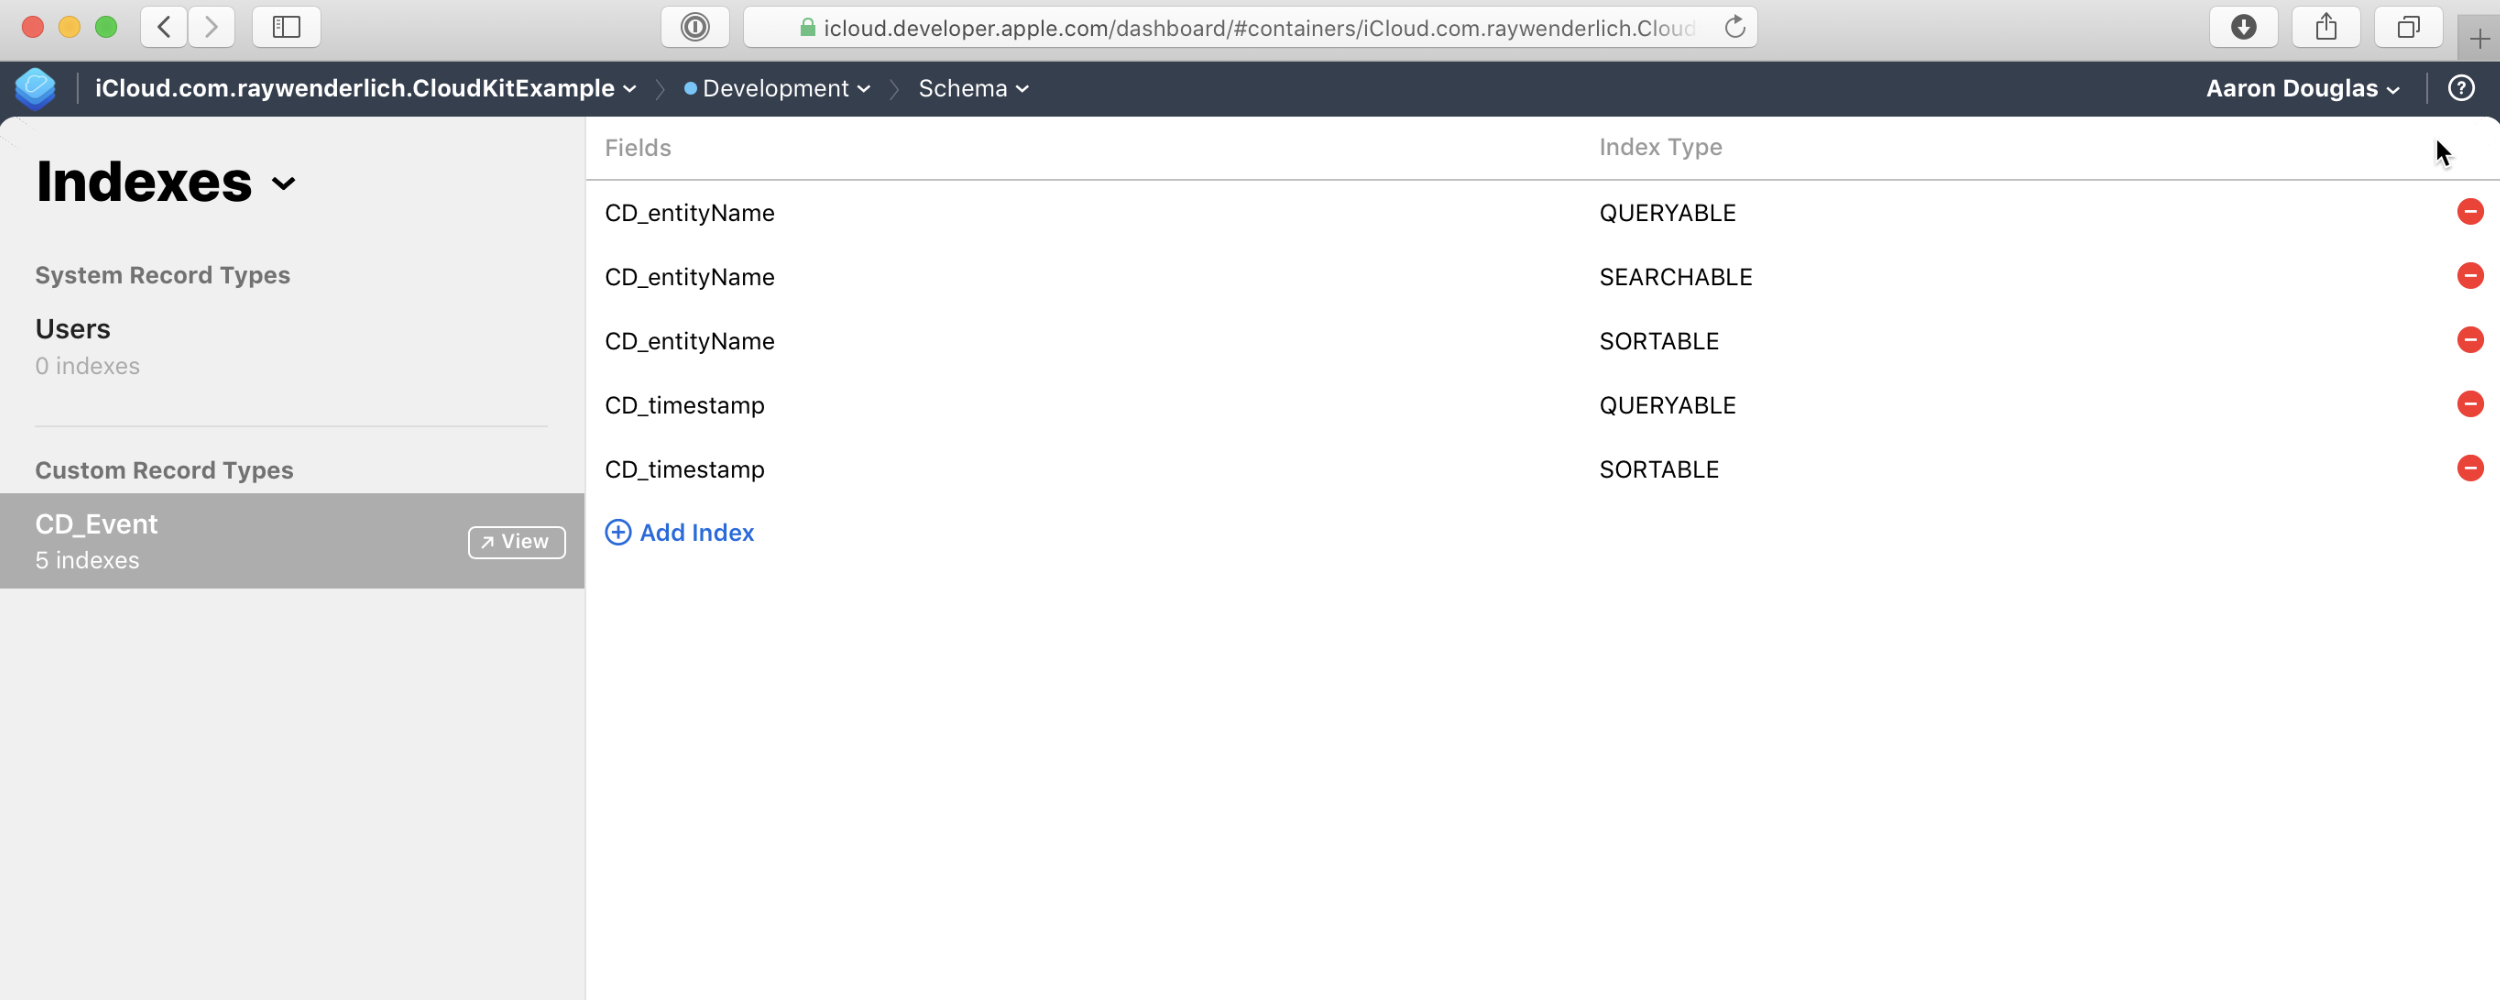 icloud.developer.apple.com/dashboard/#containers/iCloud.com.raywenderlich.Cloud
iCloud.com.raywenderlich.CloudKitExample
Development
Schema
Aaron Douglas
?
Indexes
System Record Types
Users
0 indexes
Custom Record Types
CD_Event
5 indexes
View
Fields
Index Type
CD_entityName
QUERYABLE
CD_entityName
SEARCHABLE
CD_entityName
SORTABLE
CD_timestamp
QUERYABLE
CD_timestamp
SORTABLE
Add Index